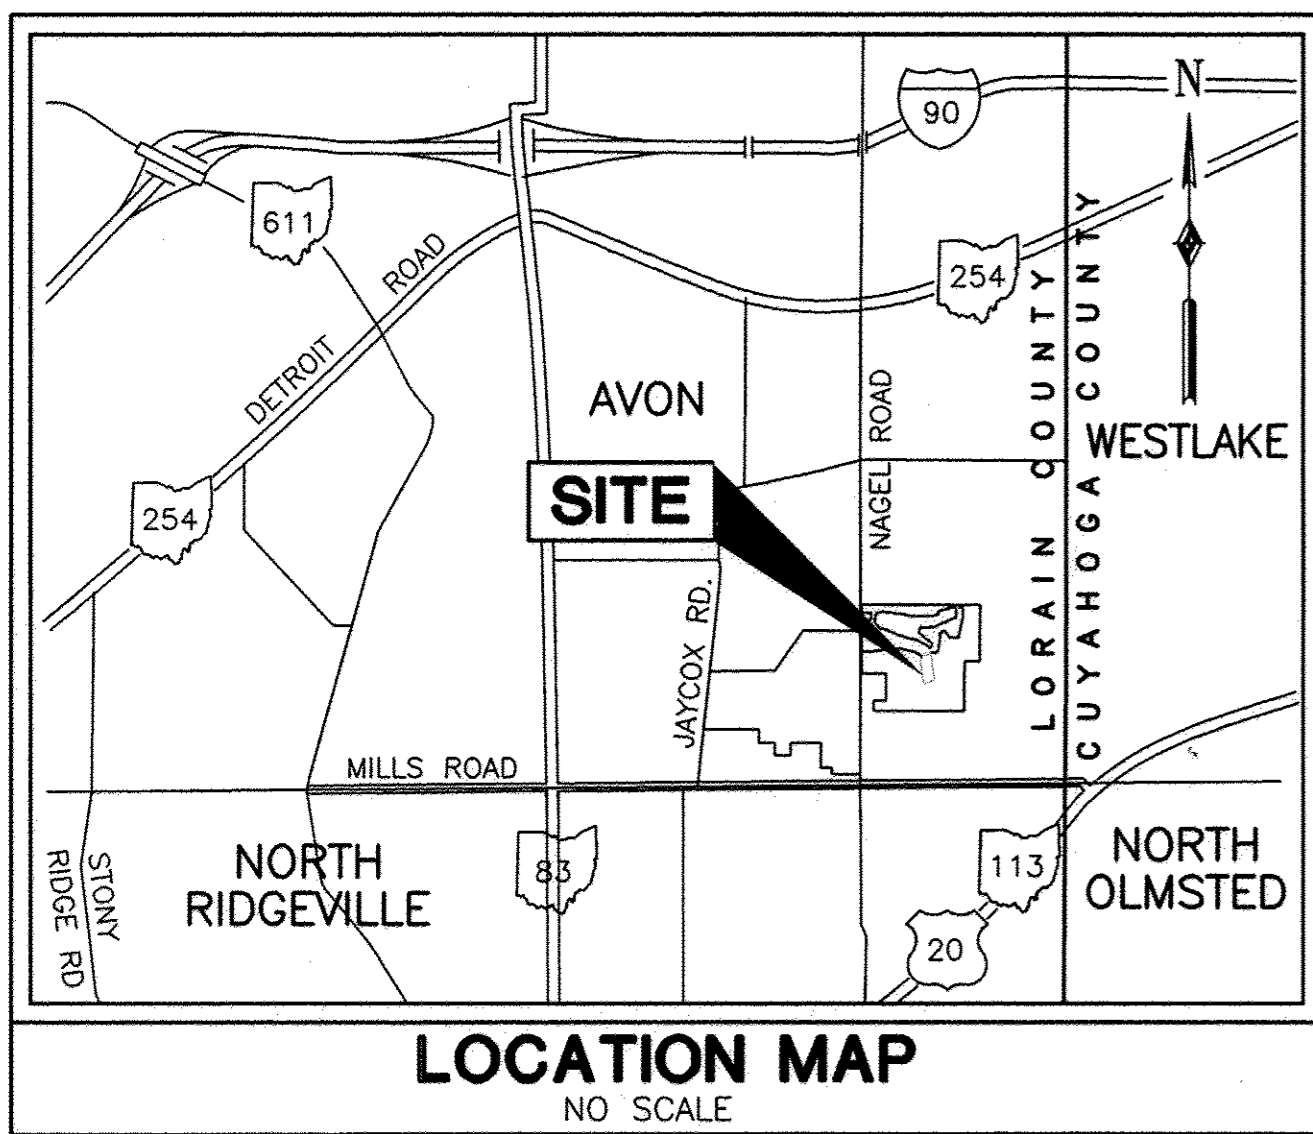 N
90
611
254
DETROIT ROAD
AVON
NAGEL ROAD
LORAIN COUNTY
CUYAHOGA COUNTY
WESTLAKE
SITE
254
JAYCOX RD.
MILLS ROAD
STONY
RIDGE RD
NORTH
RIDGEVILLE
83
113
20
NORTH
OLMSTED
LOCATION MAP
NO SCALE